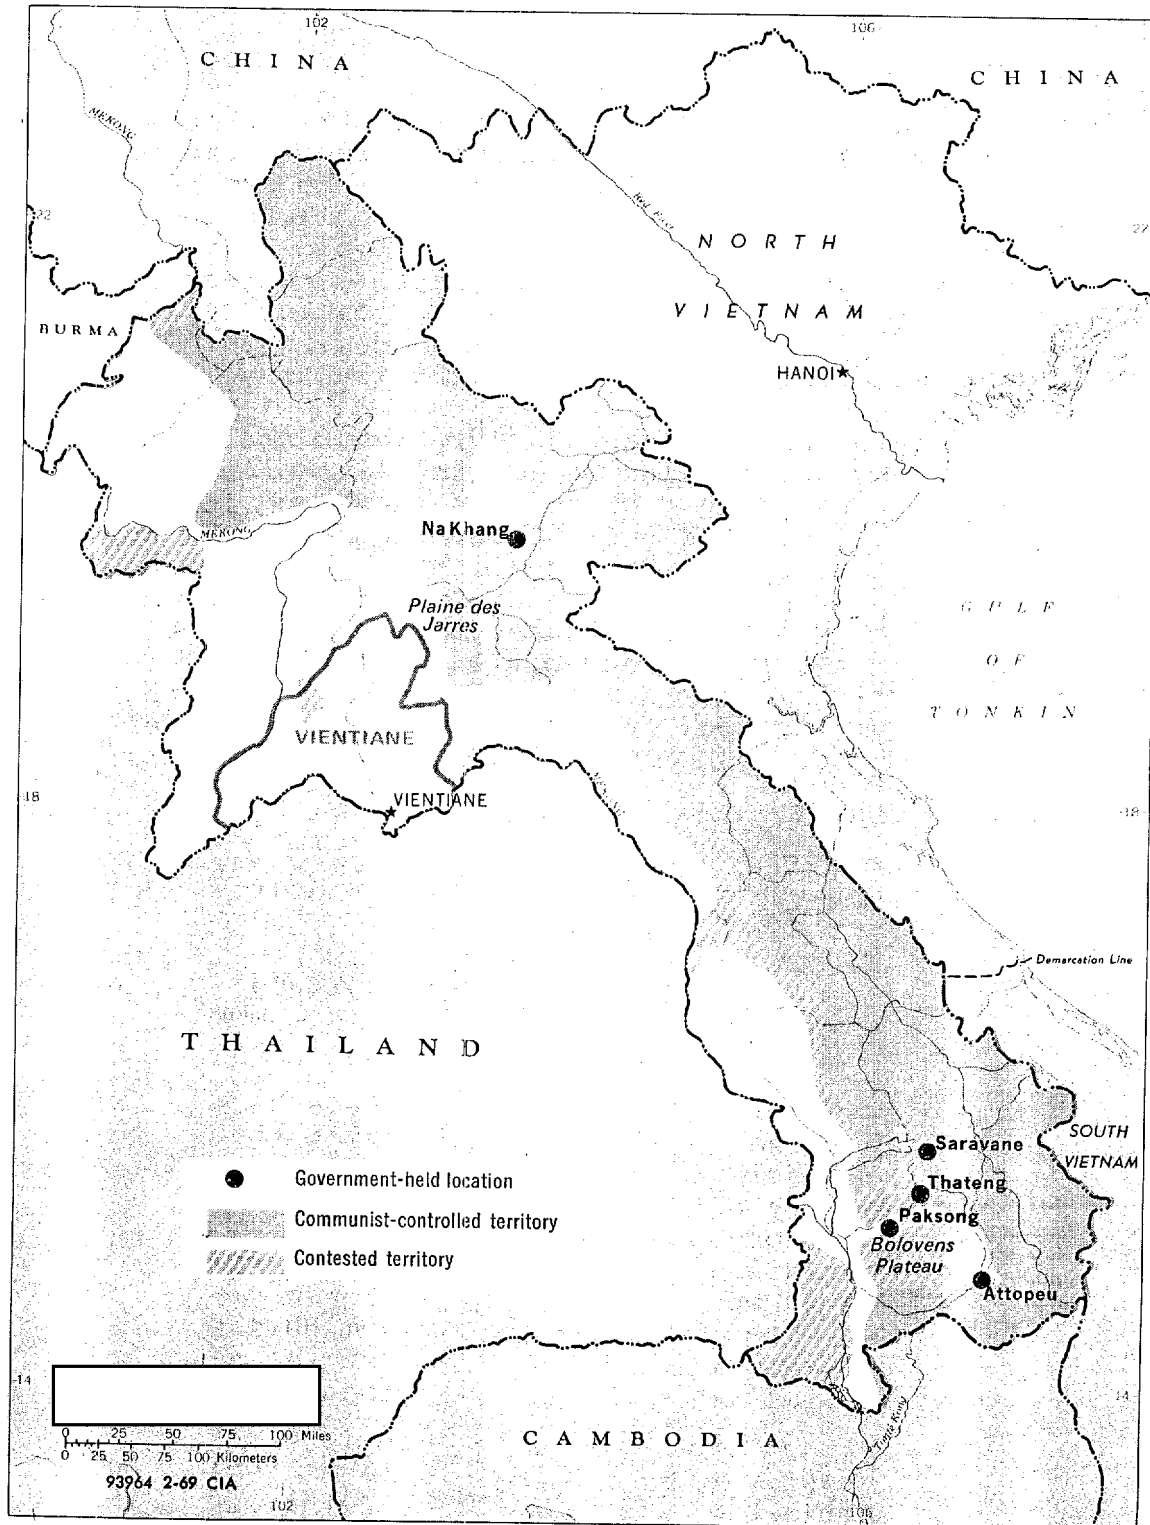 102
106
C H I N A
C H I N A
MEKONG
22
22
Red River
NORTH
VIETNAM
BURMA
HANOI
MEKONG
Na Khang
Plaine des
Jarres
GULF
OF
TONKIN
VIENTIANE
VIENTIANE
18
18
Demarcation Line
THAILAND
SOUTH
VIETNAM
Saravane
Thateng
Paksong
Bolovens
Plateau
Attopeu
Government-held location
Communist-controlled territory
Contested territory
14
14
0 25 50 75 100 Miles
0 25 50 75 100 Kilometers
93964 2-69 CIA
CAMBODIA
102
106